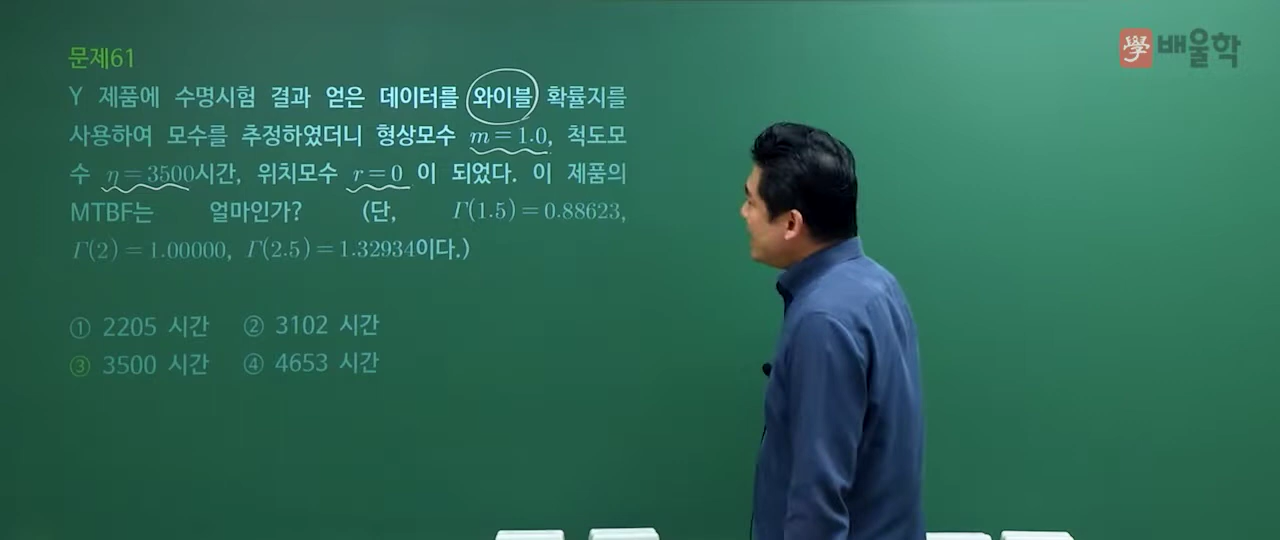 學 배울학
문제61
Y 제품에 수명시험 결과 얻은 데이터를 와이블 확률지를
사용하여 모수를 추정하였더니 형상모수 m = 1.0, 척도모
수 η = 3500시간, 위치모수 r = 0 이 되었다. 이 제품의
MTBF는 얼마인가? (단, Γ(1.5) = 0.88623,
Γ(2) = 1.00000, Γ(2.5) = 1.32934이다.)
① 2205 시간 ② 3102 시간
③ 3500 시간 ④ 4653 시간